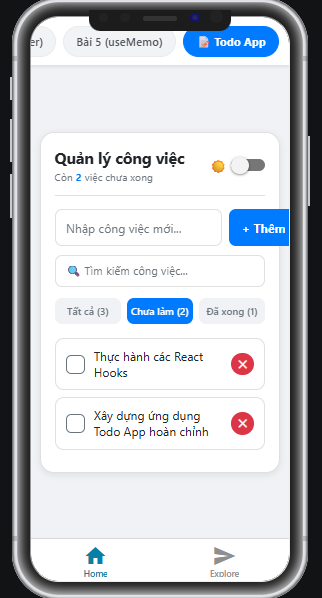 er)
Bài 5 (useMemo)
📝 Todo App
Quản lý công việc
Còn 2 việc chưa xong
Nhập công việc mới...
+ Thêm
🔍 Tìm kiếm công việc...
Tất cả (3)
Chưa làm (2)
Đã xong (1)
Thực hành các React
Hooks
Xây dựng ứng dụng
Todo App hoàn chỉnh
Home
Explore